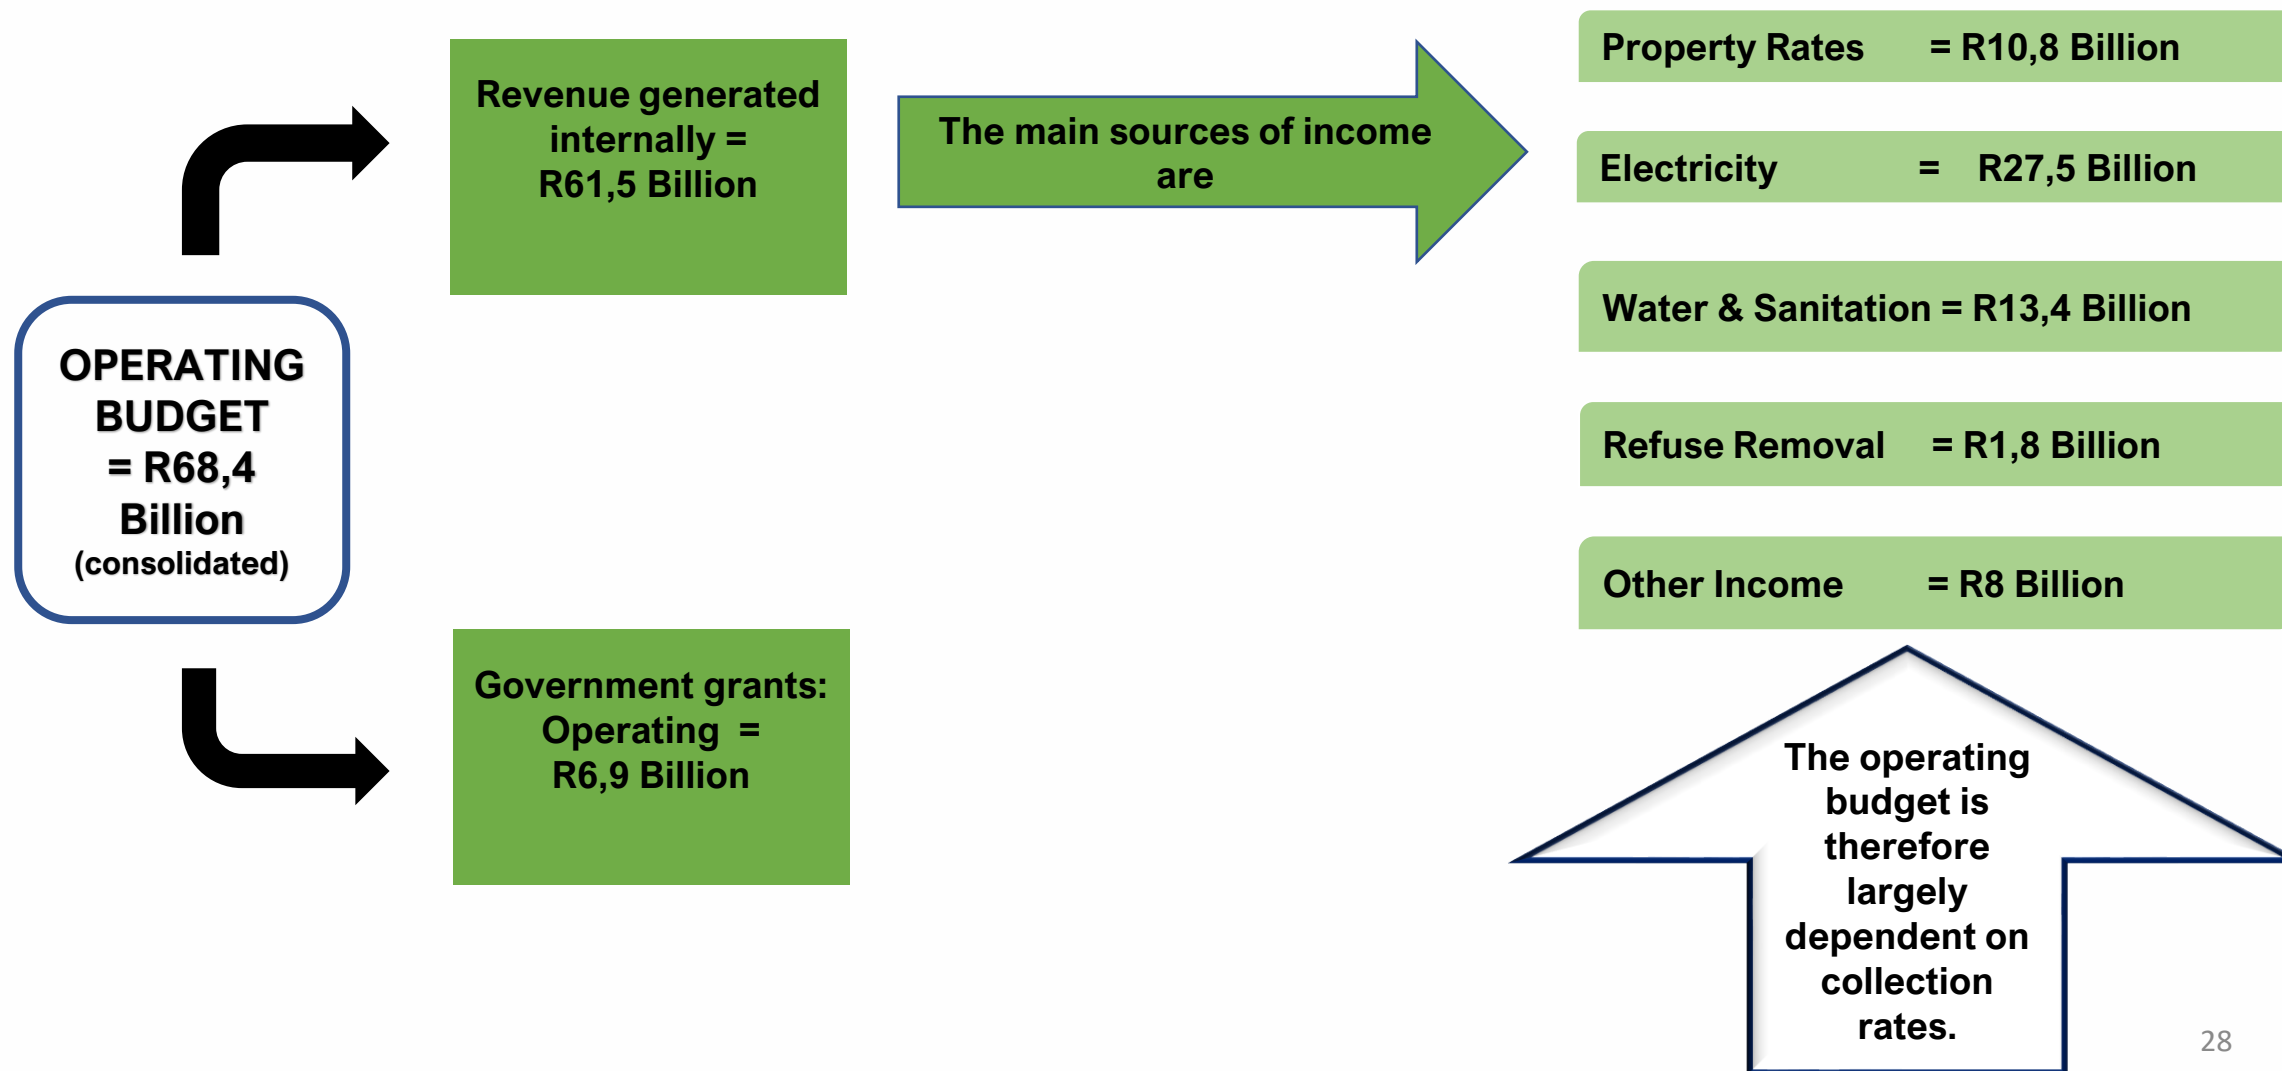 OPERATING
BUDGET
= R68,4
Billion
(consolidated)
Revenue generated
internally =
R61,5 Billion
Government grants:
Operating =
R6,9 Billion
The main sources of income
are
Property Rates = R10,8 Billion
Electricity = R27,5 Billion
Water & Sanitation = R13,4 Billion
Refuse Removal = R1,8 Billion
Other Income = R8 Billion
The operating
budget is
therefore
largely
dependent on
collection
rates.
28